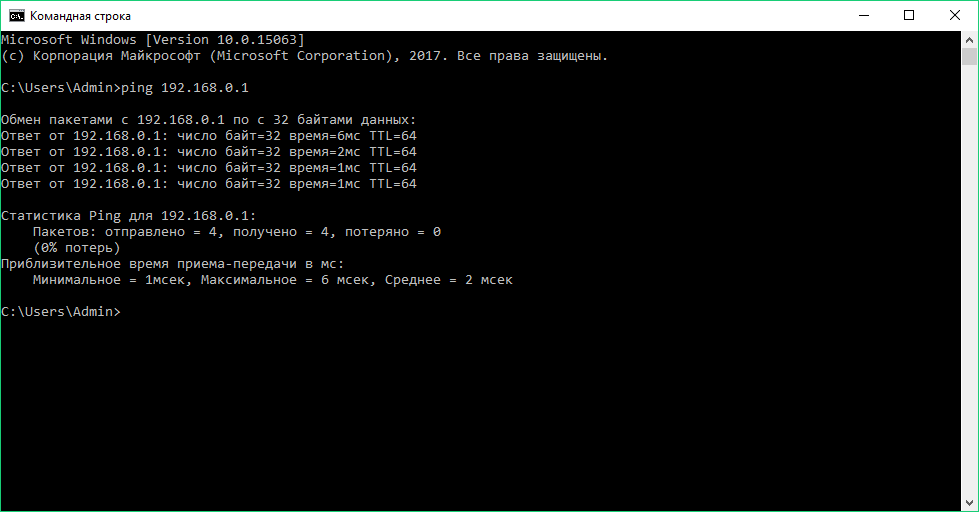 Командная строка
Microsoft Windows [Version 10.0.15063]
(c) Корпорация Майкрософт (Microsoft Corporation), 2017. Все права защищены.
C:\Users\Admin>ping 192.168.0.1
Обмен пакетами с 192.168.0.1 по с 32 байтами данных:
Ответ от 192.168.0.1: число байт=32 время=6мс TTL=64
Ответ от 192.168.0.1: число байт=32 время=2мс TTL=64
Ответ от 192.168.0.1: число байт=32 время=1мс TTL=64
Ответ от 192.168.0.1: число байт=32 время=1мс TTL=64
Статистика Ping для 192.168.0.1:
Пакетов: отправлено = 4, получено = 4, потеряно = 0
(0% потерь)
Приблизительное время приема-передачи в мс:
Минимальное = 1мсек, Максимальное = 6 мсек, Среднее = 2 мсек
C:\Users\Admin>